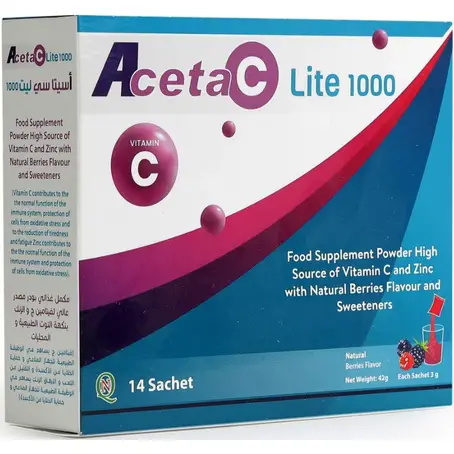 AcetaC Lite 1000
أسيتا سي ليت 1000
Food Supplement
Powder High Source of
Vitamin C and Zinc with
Natural Berries Flavour
and Sweeteners
(Vitamin C contributes to the
the normal function of the
immune system, protection of
cells from oxidative stress and
to the reduction of tiredness
and fatigue Zinc contributes to
the the normal function of the
Immune system and protection
of cells from oxidative stress).
مكمل غذائي بودر مصدر
عالي لفيتامين ج و الزنك
بنكهة التوت الطبيعية و
المحليات
AcetaC Lite 1000
VITAMIN
C
Food Supplement Powder High
Source of Vitamin C and Zinc
with Natural Berries Flavour and
Sweeteners
Natural
Berries Flavor
Net Weight: 42g
Each Sachet 3 g
14 Sachet